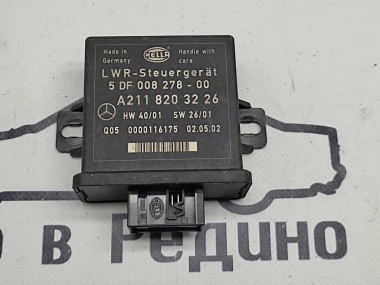 HELLA
Made in Germany
Handle with care
LWR-Steuergerät
5 DF 008 278 - 00
A 211 820 32 26
HW 40/01 SW 26/01
Q05 0000116175 02.05.02
HELLA
о в Редино